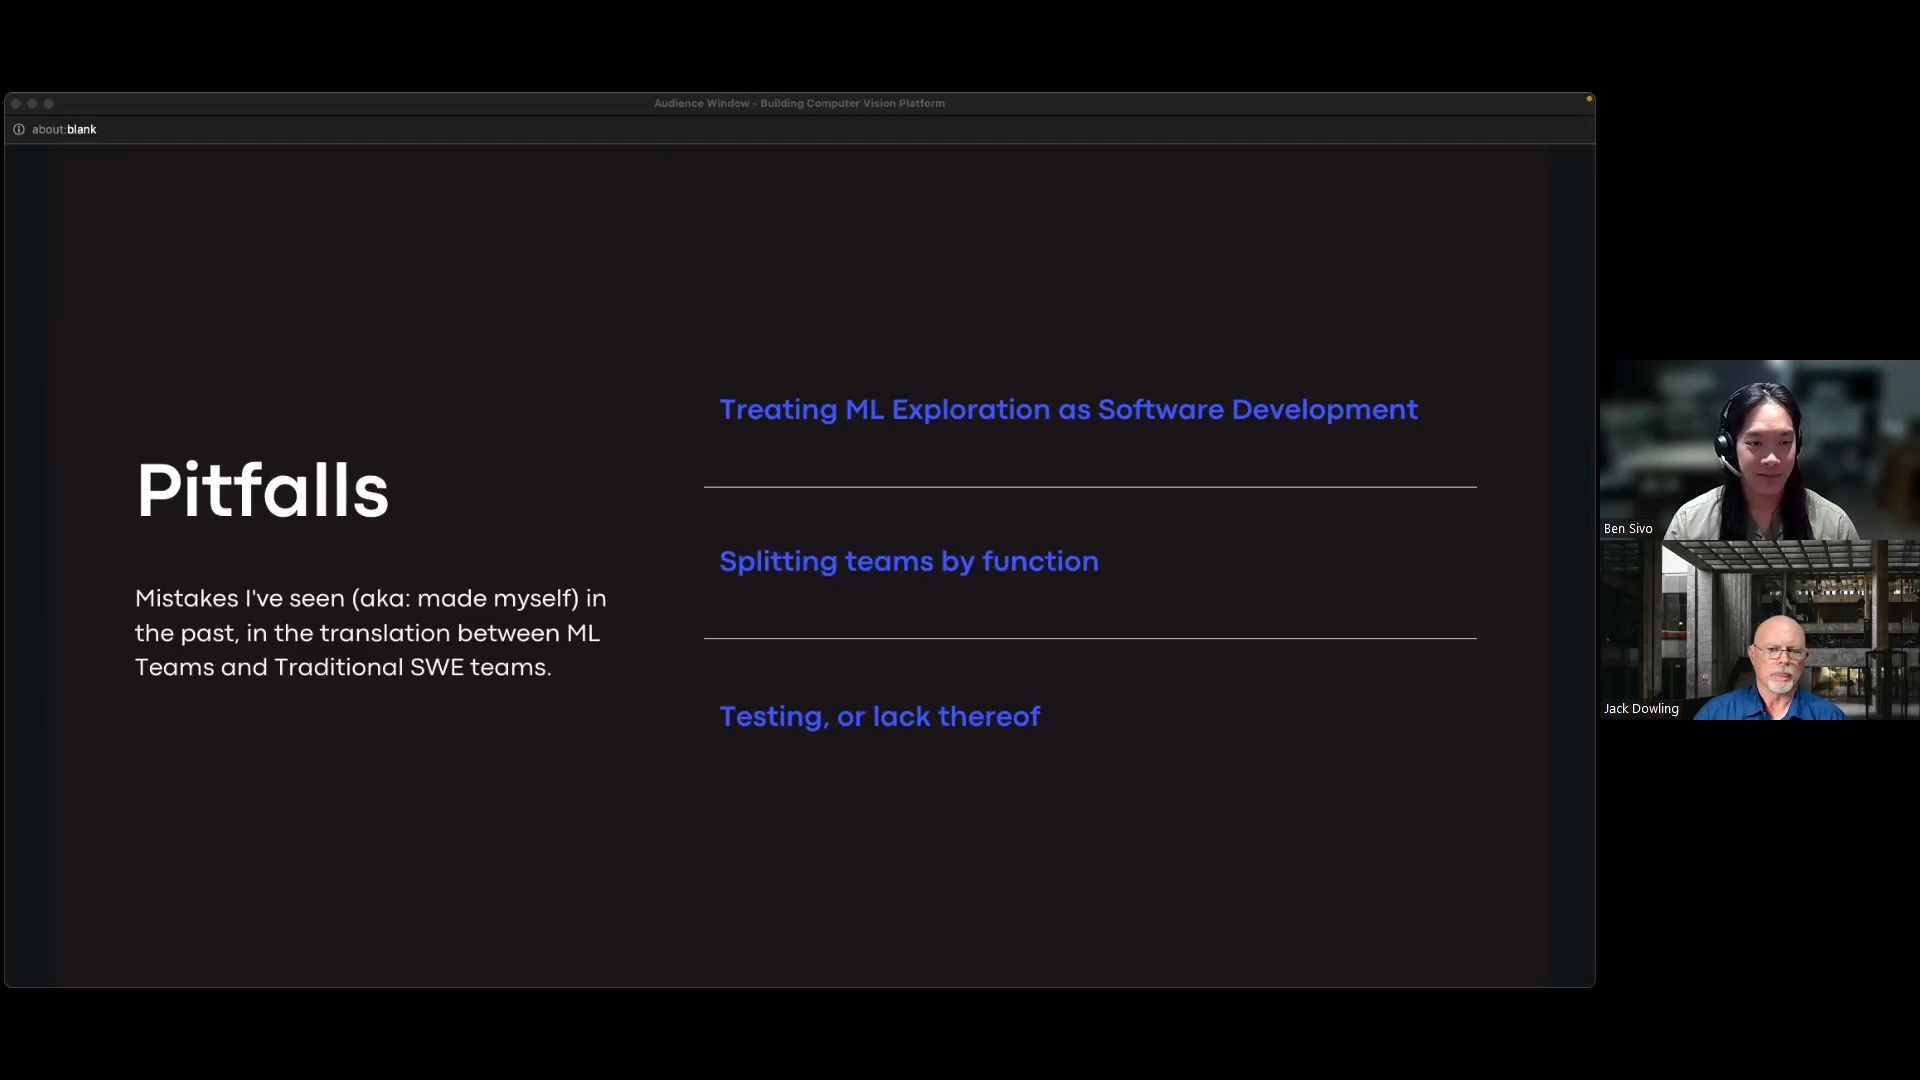 Audience Window - Building Computer Vision Platform
about:blank
Pitfalls
Mistakes I've seen (aka: made myself) in
the past, in the translation between ML
Teams and Traditional SWE teams.
Treating ML Exploration as Software Development
Splitting teams by function
Testing, or lack thereof
Ben Sivo
Jack Dowling